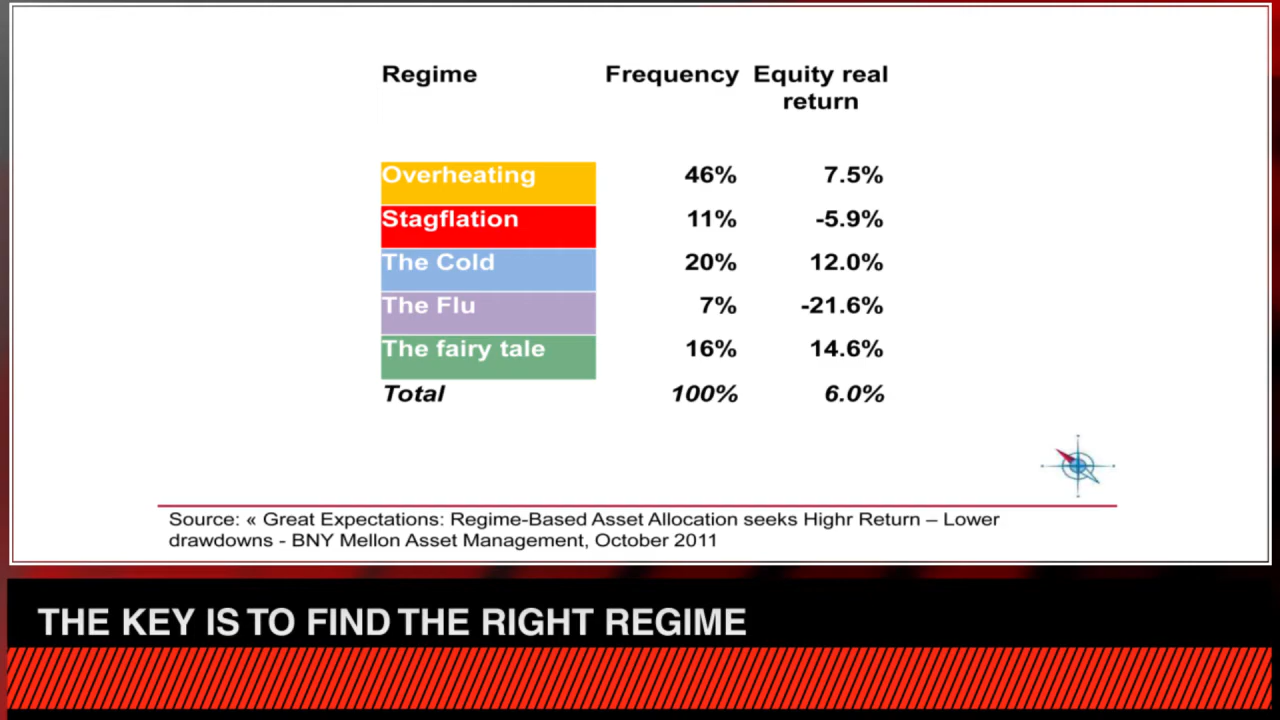 Regime Frequency Equity real
return
Overheating 46% 7.5%
Stagflation 11% -5.9%
The Cold 20% 12.0%
The Flu 7% -21.6%
The fairy tale 16% 14.6%
Total 100% 6.0%
Source: « Great Expectations: Regime-Based Asset Allocation seeks Highr Return – Lower
drawdowns - BNY Mellon Asset Management, October 2011
THE KEY IS TO FIND THE RIGHT REGIME